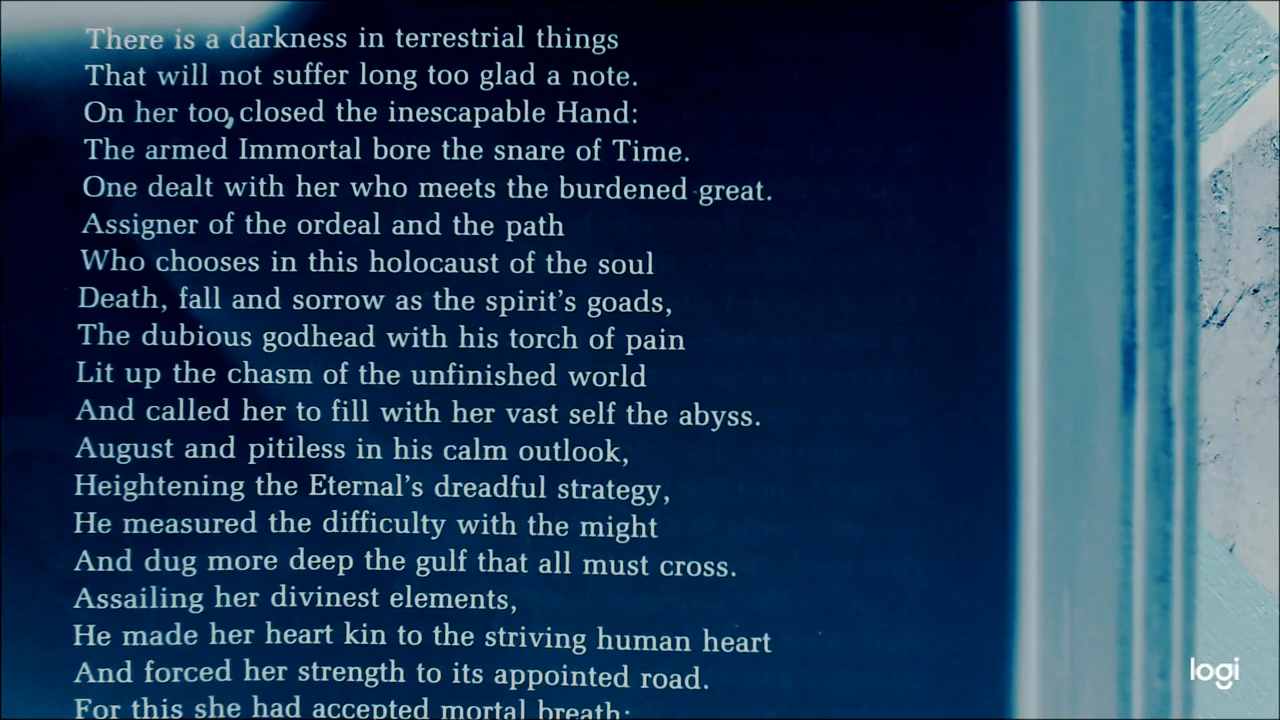 There is a darkness in terrestrial things
That will not suffer long too glad a note.
On her too, closed the inescapable Hand:
The armed Immortal bore the snare of Time.
One dealt with her who meets the burdened great.
Assigner of the ordeal and the path
Who chooses in this holocaust of the soul
Death, fall and sorrow as the spirit's goads,
The dubious godhead with his torch of pain
Lit up the chasm of the unfinished world
And called her to fill with her vast self the abyss.
August and pitiless in his calm outlook,
Heightening the Eternal's dreadful strategy,
He measured the difficulty with the might
And dug more deep the gulf that all must cross.
Assailing her divinest elements,
He made her heart kin to the striving human heart
And forced her strength to its appointed road.
For this she had accepted mortal breath;
logi